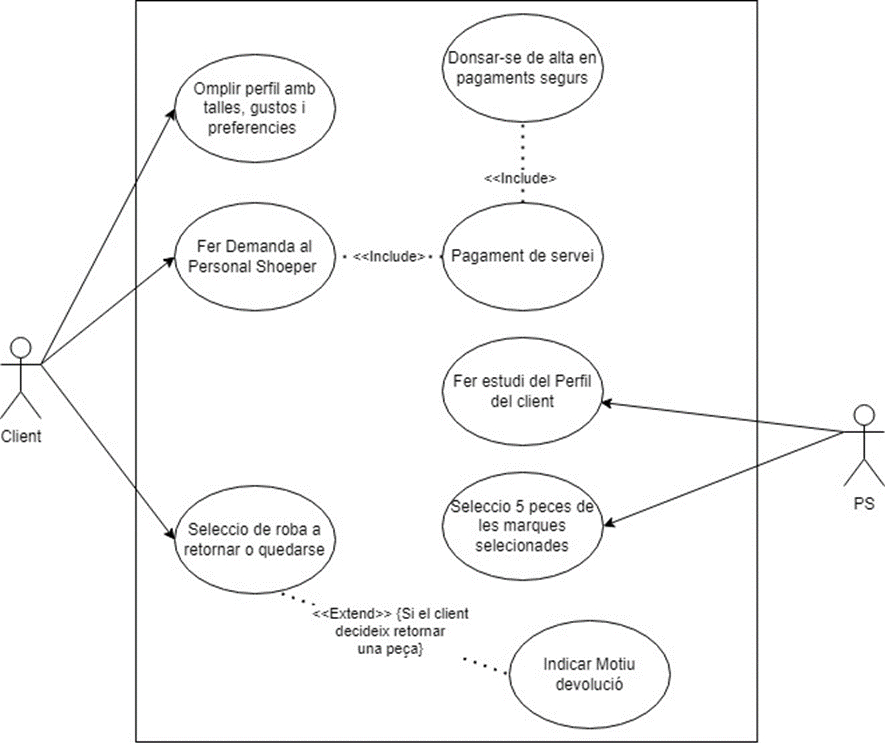 Omplir perfil amb
talles, gustos i
preferencies
Donsar-se de alta en
pagaments segurs
<<Include>
Fer Demanda al
Personal Shoeper
<<Include>
Pagament de servei
Fer estudi del Perfil
del client
Client
PS
Seleccio 5 peces de
les marques
selecionades
Seleccio de roba a
retornar o quedarse
<<Extend>> {Si el client
decideix retornar
una peça}
Indicar Motiu
devolució